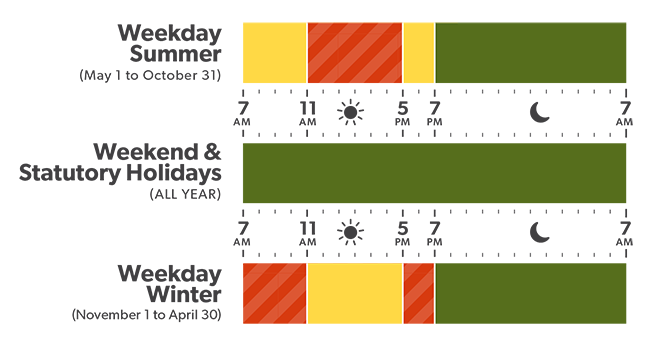 Weekday
Summer
(May 1 to October 31)
7 11 5 7 7
AM AM PM PM AM
Weekend &
Statutory Holidays
(ALL YEAR)
7 11 5 7 7
AM AM PM PM AM
Weekday
Winter
(November 1 to April 30)